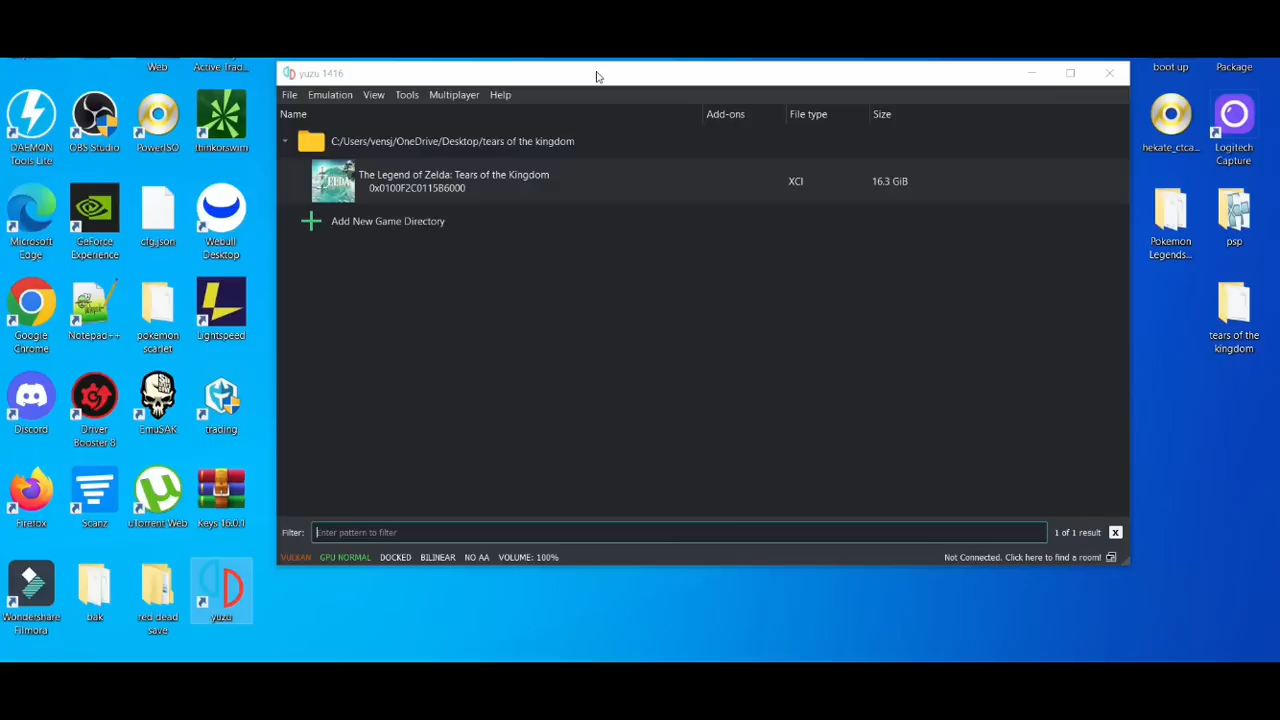 Web
Active Trad...
DAEMON
Tools Lite
OBS Studio
PowerISO
thinkorswim
Microsoft
Edge
GeForce
Experience
cfg.json
Webull
Desktop
Google
Chrome
Notepad++
pokemon
scarlet
Lightspeed
Discord
Driver
Booster 8
EmuSAK
trading
Firefox
Scanz
uTorrent Web
Keys 16.0.1
Wondershare
Filmora
bak
red dead
save
yuzu
yuzu 1416
File Emulation View Tools Multiplayer Help
Name Add-ons File type Size
C:/Users/vensj/OneDrive/Desktop/tears of the kingdom
ZELDA
The Legend of Zelda: Tears of the Kingdom
0x0100F2C0115B6000
XCI 16.3 GiB
Add New Game Directory
Filter: Enter pattern to filter 1 of 1 result X
VULKAN GPU NORMAL DOCKED BILINEAR NO AA VOLUME: 100% Not Connected. Click here to find a room!
boot up
Package
hekate_ctca...
Logitech
Capture
Pokemon
Legends...
psp
tears of the
kingdom